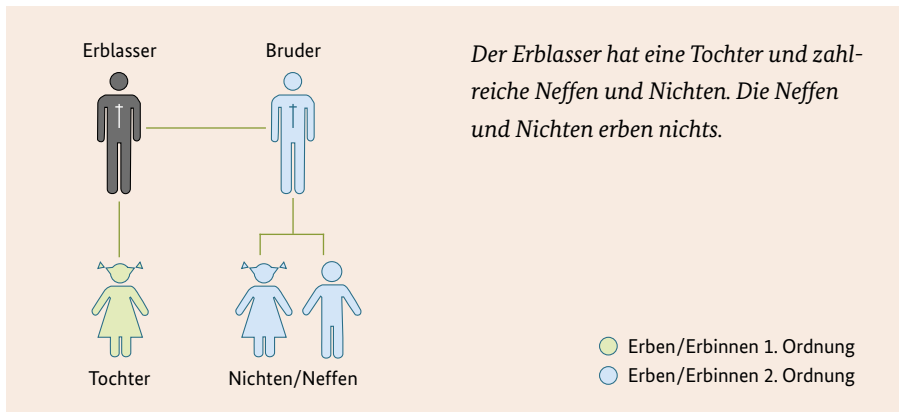 Erblasser
Bruder
Der Erblasser hat eine Tochter und zahl-
reiche Neffen und Nichten. Die Neffen
und Nichten erben nichts.
Tochter
Nichten/Neffen
Erben/Erbinnen 1. Ordnung
Erben/Erbinnen 2. Ordnung